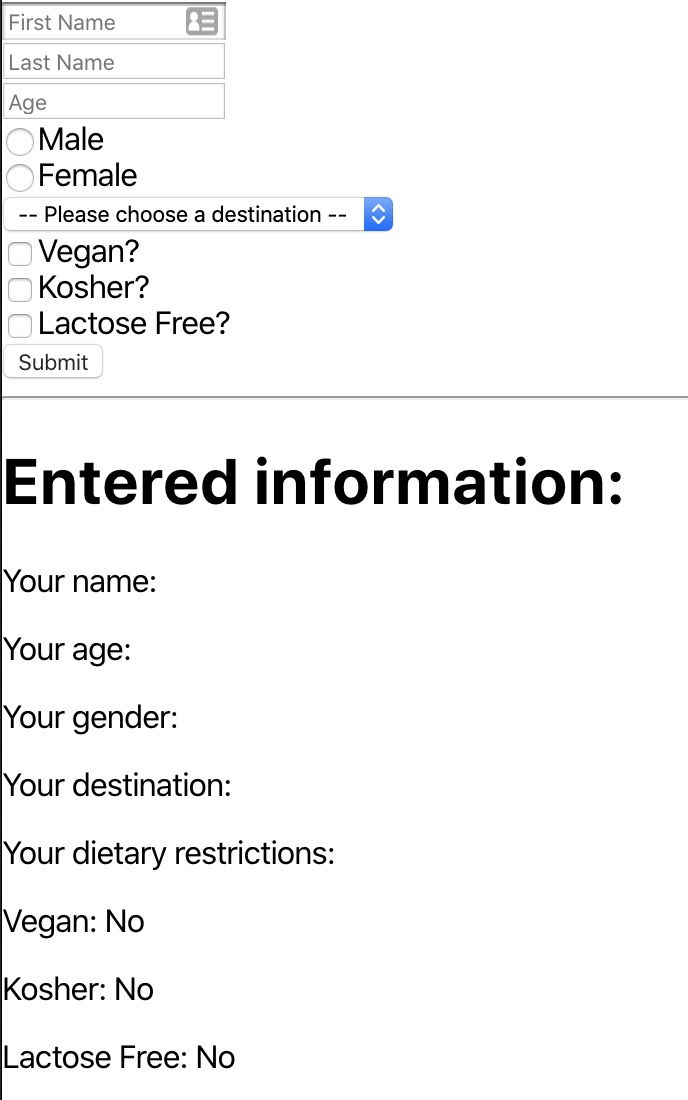 First Name
Last Name
Age
Male
Female
-- Please choose a destination --
Vegan?
Kosher?
Lactose Free?
Submit
Entered information:
Your name:
Your age:
Your gender:
Your destination:
Your dietary restrictions:
Vegan: No
Kosher: No
Lactose Free: No